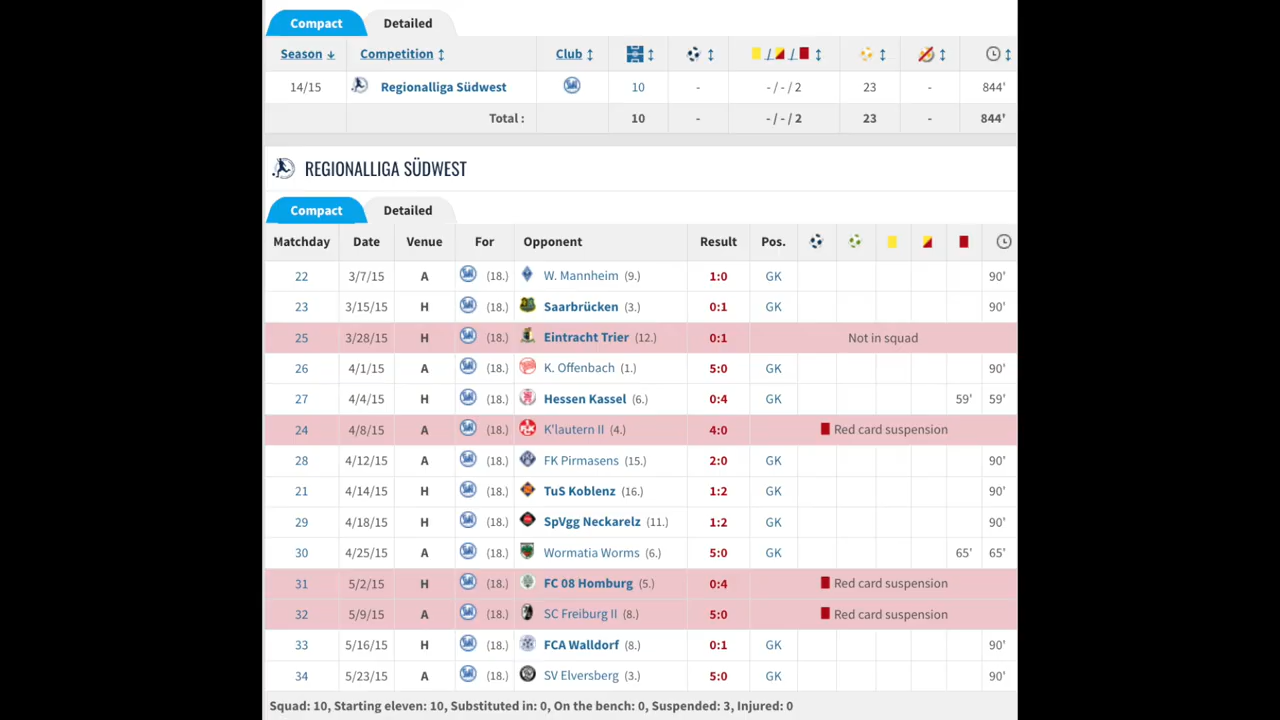 Compact Detailed
Season ↓ Competition ↕ Club ↕ ↕ ↕ / / ↕ ↕ ↕ ↕
14/15 Regionalliga Südwest 10 - - / - / 2 23 - 844'
Total : 10 - - / - / 2 23 - 844'
REGIONALLIGA SÜDWEST
Compact Detailed
Matchday Date Venue For Opponent Result Pos.
22 3/7/15 A (18.) W. Mannheim (9.) 1:0 GK 90'
23 3/15/15 H (18.) Saarbrücken (3.) 0:1 GK 90'
25 3/28/15 H (18.) Eintracht Trier (12.) 0:1 Not in squad
26 4/1/15 A (18.) K. Offenbach (1.) 5:0 GK 90'
27 4/4/15 H (18.) Hessen Kassel (6.) 0:4 GK 59' 59'
24 4/8/15 A (18.) K'lautern II (4.) 4:0 Red card suspension
28 4/12/15 A (18.) FK Pirmasens (15.) 2:0 GK 90'
21 4/14/15 H (18.) TuS Koblenz (16.) 1:2 GK 90'
29 4/18/15 H (18.) SpVgg Neckarelz (11.) 1:2 GK 90'
30 4/25/15 A (18.) Wormatia Worms (6.) 5:0 GK 65' 65'
31 5/2/15 H (18.) FC 08 Homburg (5.) 0:4 Red card suspension
32 5/9/15 A (18.) SC Freiburg II (8.) 5:0 Red card suspension
33 5/16/15 H (18.) FCA Walldorf (8.) 0:1 GK 90'
34 5/23/15 A (18.) SV Elversberg (3.) 5:0 GK 90'
Squad: 10, Starting eleven: 10, Substituted in: 0, On the bench: 0, Suspended: 3, Injured: 0